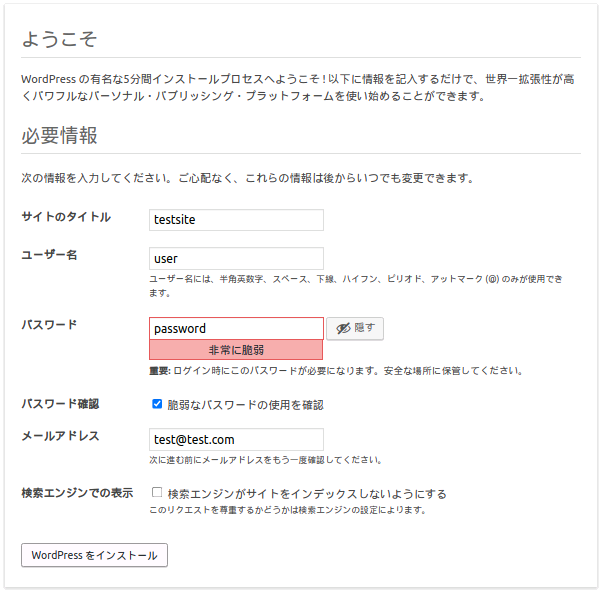 ようこそ
WordPress の有名な5分間インストールプロセスへようこそ ! 以下に情報を記入するだけで、世界一拡張性が高
くパワフルなパーソナル・パブリッシング・プラットフォームを使い始めることができます。
必要情報
次の情報を入力してください。ご心配なく、これらの情報は後からいつでも変更できます。
サイトのタイトル testsite
ユーザー名 user
ユーザー名には、半角英数字、スペース、下線、ハイフン、ピリオド、アットマーク (@) のみが使用でき
ます。
パスワード password 隠す
非常に脆弱
重要: ログイン時にこのパスワードが必要になります。安全な場所に保管してください。
パスワード確認 脆弱なパスワードの使用を確認
メールアドレス test@test.com
次に進む前にメールアドレスをもう一度確認してください。
検索エンジンでの表示 検索エンジンがサイトをインデックスしないようにする
このリクエストを尊重するかどうかは検索エンジンの設定によります。
WordPress をインストール